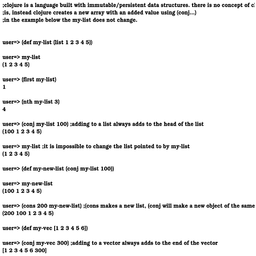 ;clojure is a language built with immutable/persistent data structures. there is no concept of
;is. instead clojure creates a new array with an added value using (conj...)
;in the example below the my-list does not change.
user=> (def my-list (list 1 2 3 4 5))
user=> my-list
(1 2 3 4 5)
user=> (first my-list)
1
user=> (nth my-list 3)
4
user=> (conj my-list 100) ;adding to a list always adds to the head of the list
(100 1 2 3 4 5)
user=> my-list ;it is impossible to change the list pointed to by my-list
(1 2 3 4 5)
user=> (def my-new-list (conj my-list 100))
user=> my-new-list
(100 1 2 3 4 5)
user=> (cons 200 my-new-list) ;(cons makes a new list, (conj will make a new object of the same
(200 100 1 2 3 4 5)
user=> (def my-vec [1 2 3 4 5 6])
user=> (conj my-vec 300) ;adding to a vector always adds to the end of the vector
[1 2 3 4 5 6 300]